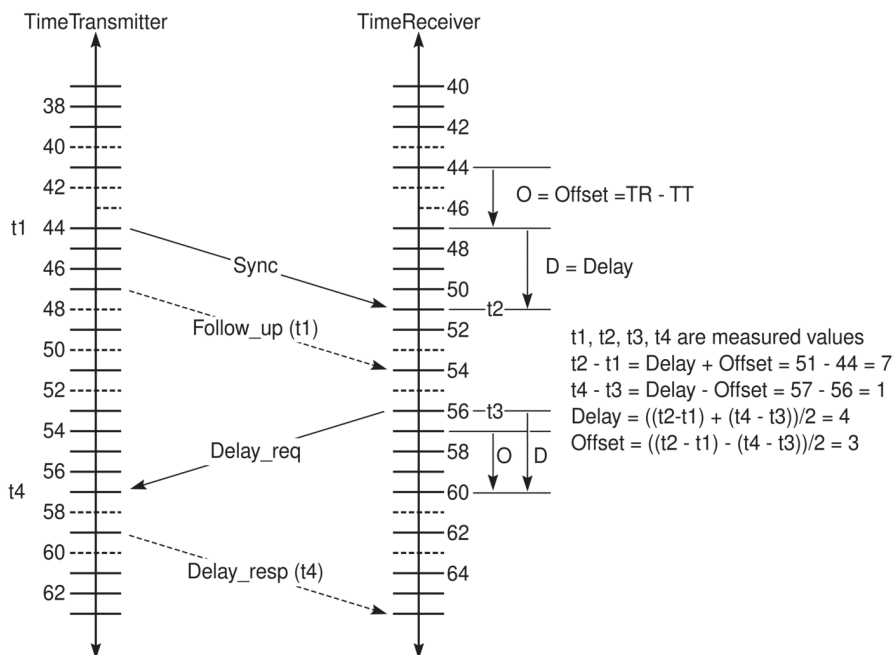 TimeTransmitter
TimeReceiver
38
40
42
t1
44
46
48
50
52
54
56
t4
58
60
62
40
42
44
46
48
50
t2
52
54
56
t3
58
60
62
64
Sync
Follow_up (t1)
Delay_req
Delay_resp (t4)
O = Offset =TR - TT
D = Delay
O
D
t1, t2, t3, t4 are measured values
t2 - t1 = Delay + Offset = 51 - 44 = 7
t4 - t3 = Delay - Offset = 57 - 56 = 1
Delay = ((t2-t1) + (t4 - t3))/2 = 4
Offset = ((t2 - t1) - (t4 - t3))/2 = 3